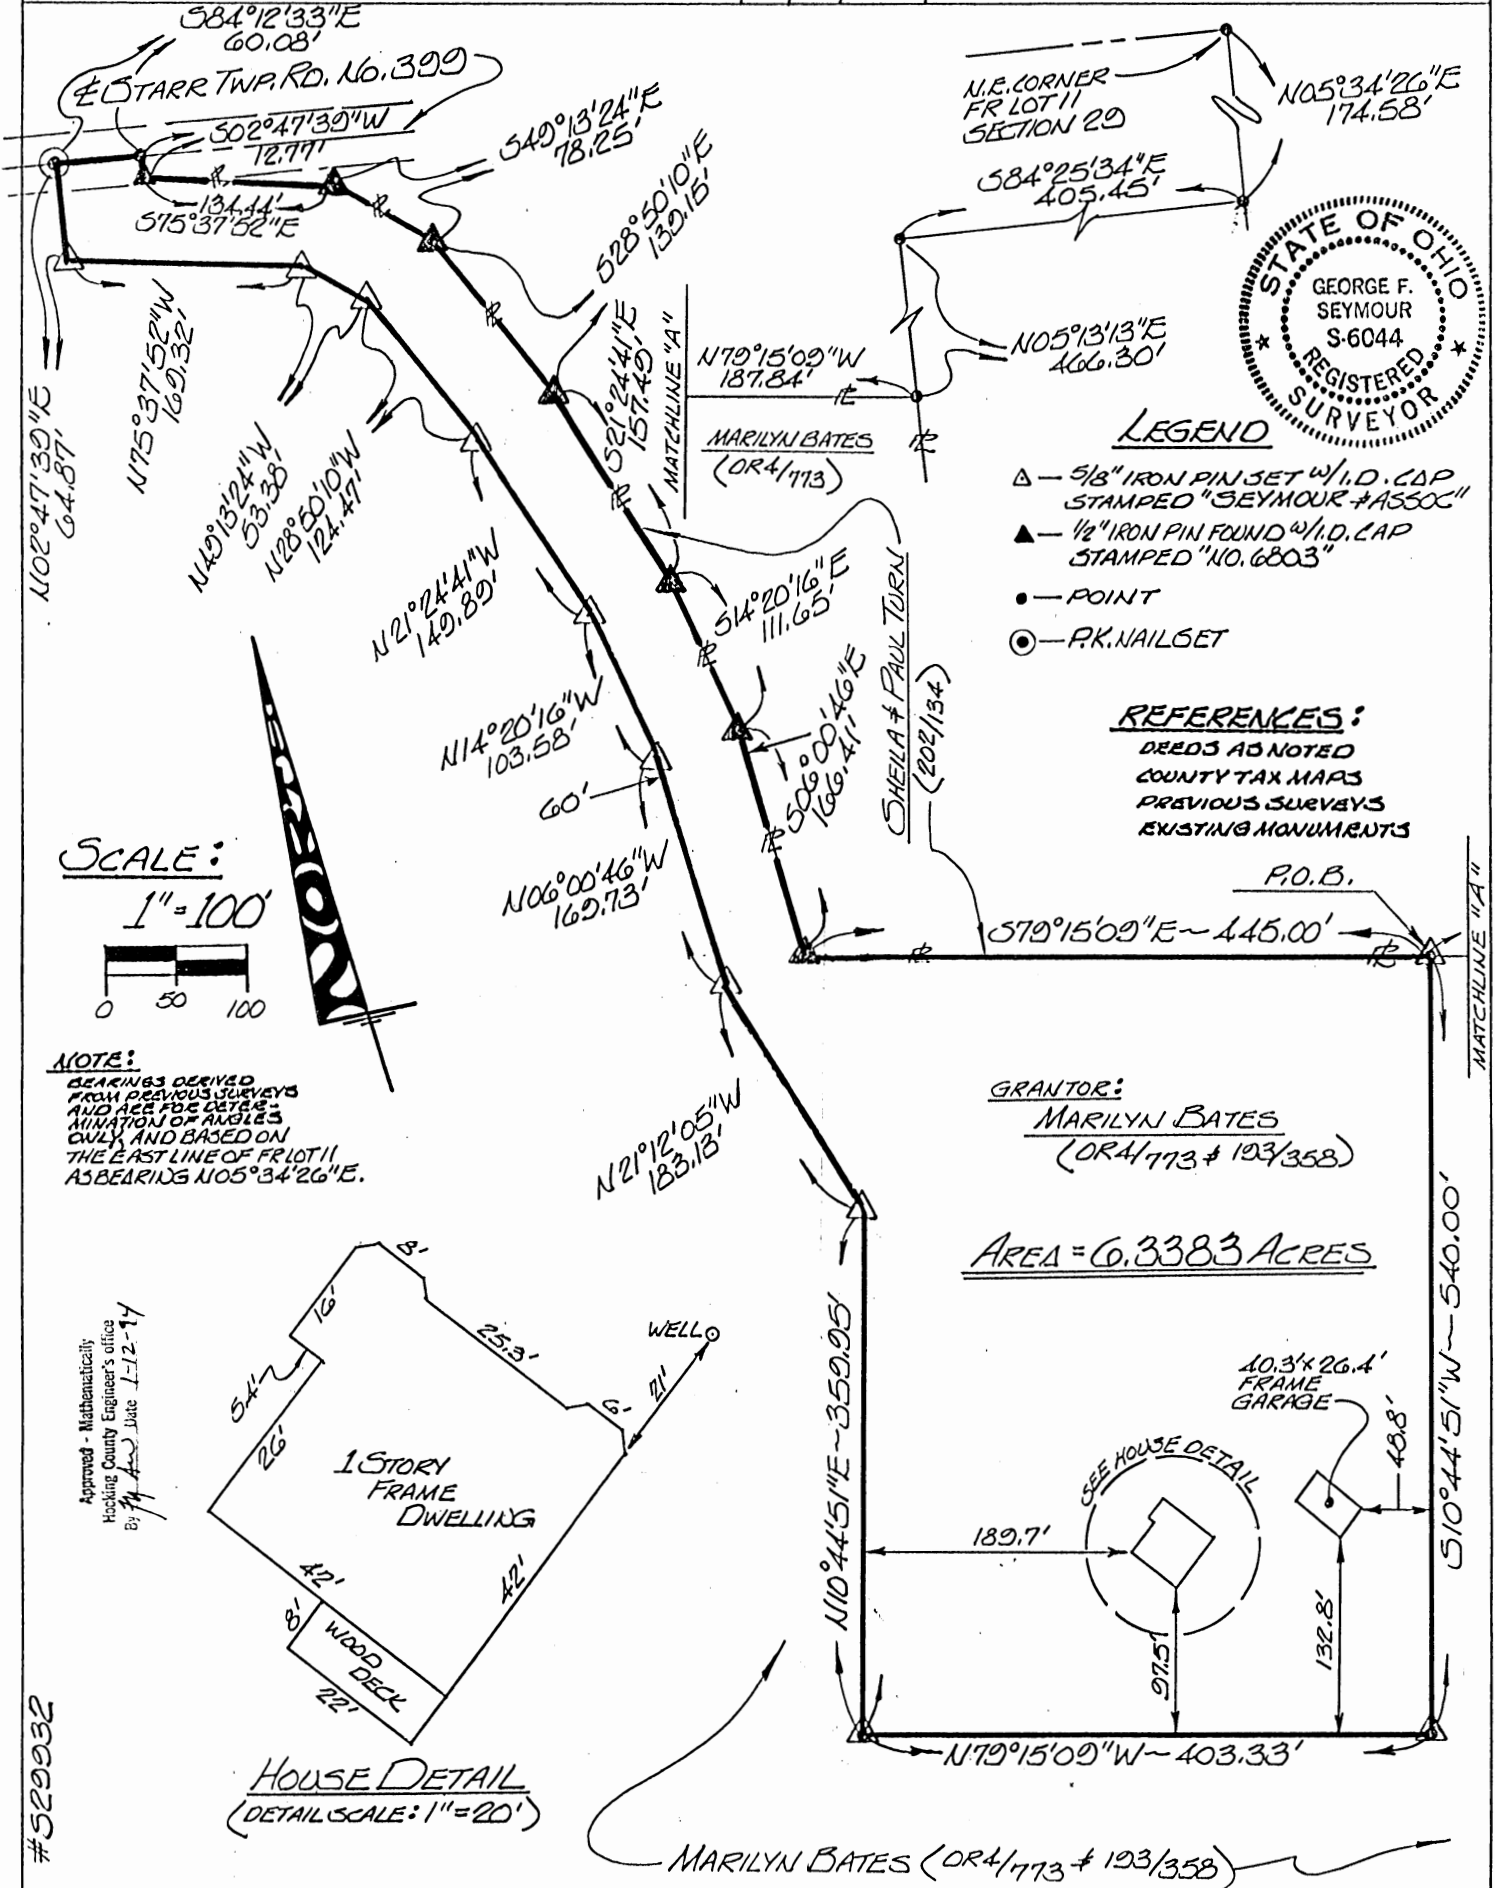 S84°12'33"E
60.08'
℄ STARR TWP. RD. No. 399
S02°47'39"W
12.77'
134.44'
S75°37'52"E
S49°13'24"E
78.25'
S28°50'10"E
139.15'
S21°24'41"E
157.49'
MATCHLINE "A"
N.E. CORNER
FR LOT 11
SECTION 29
N05°34'26"E
174.58'
S84°25'34"E
405.45'
N05°13'13"E
466.30'
N79°15'09"W
187.84'
MARILYN BATES
(OR4/773)
STATE OF OHIO
GEORGE F.
SEYMOUR
S-6044
REGISTERED
SURVEYOR
LEGEND
△ — 5/8" IRON PIN SET W/I.D. CAP
STAMPED "SEYMOUR & ASSOC"
▲ — 1/2" IRON PIN FOUND W/I.D. CAP
STAMPED "NO. 6803"
• — POINT
⊙ — P.K. NAIL SET
REFERENCES:
DEEDS AS NOTED
COUNTY TAX MAPS
PREVIOUS SURVEYS
EXISTING MONUMENTS
N02°47'39"E
64.87'
N75°37'52"W
169.32'
N49°13'24"W
53.38'
N28°50'10"W
124.47'
N21°24'41"W
149.89'
N14°20'16"W
103.58'
60'
N06°00'46"W
169.73'
N21°12'05"W
183.13'
S14°20'16"E
111.65'
S06°00'46"E
166.41'
SHEILA & PAUL TURN
(202/134)
P.O.B.
S79°15'09"E ~ 445.00'
MATCHLINE "A"
SCALE:
1"=100'
0 50 100
NORTH
NOTE:
BEARINGS DERIVED
FROM PREVIOUS SURVEYS
AND ARE FOR DETER-
MINATION OF ANGLES
ONLY, AND BASED ON
THE EAST LINE OF FR LOT 11
AS BEARING N05°34'26"E.
GRANTOR:
MARILYN BATES
(OR4/773 & 193/358)
AREA = 6.3383 ACRES
S10°44'51"W ~ 540.00'
N10°44'51"E ~ 359.95'
40.3' x 26.4'
FRAME
GARAGE
48.8'
SEE HOUSE DETAIL
189.7'
97.5'
132.8'
N79°15'09"W ~ 403.33'
Approved - Mathematically
Hocking County Engineer's office
By Date 1-12-94
8'
16'
25.3'
5.4'
6'
26'
WELL
21'
1 STORY
FRAME
DWELLING
42'
42'
8'
WOOD
DECK
22'
HOUSE DETAIL
(DETAIL SCALE: 1"=20')
MARILYN BATES (OR4/773 & 193/358)
#529932